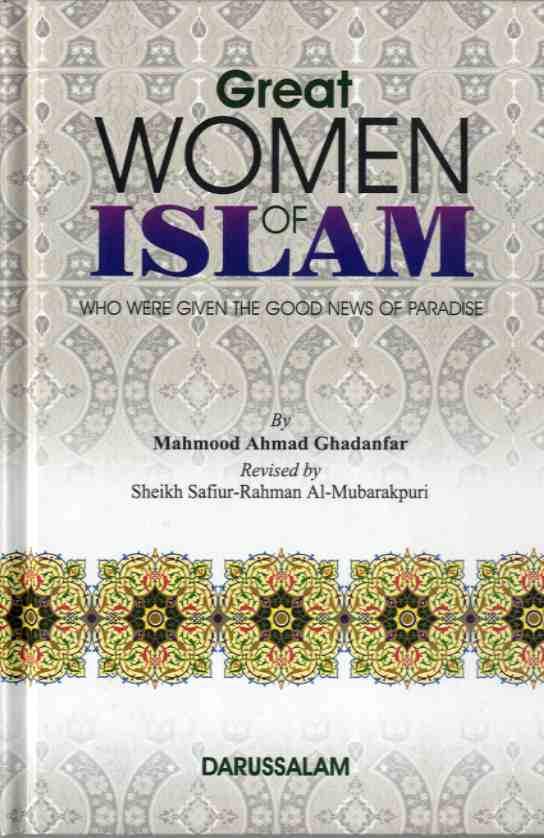 Great
WOMEN
OF
ISLAM
WHO WERE GIVEN THE GOOD NEWS OF PARADISE
By
Mahmood Ahmad Ghadanfar
Revised by
Sheikh Safiur-Rahman Al-Mubarakpuri
DARUSSALAM